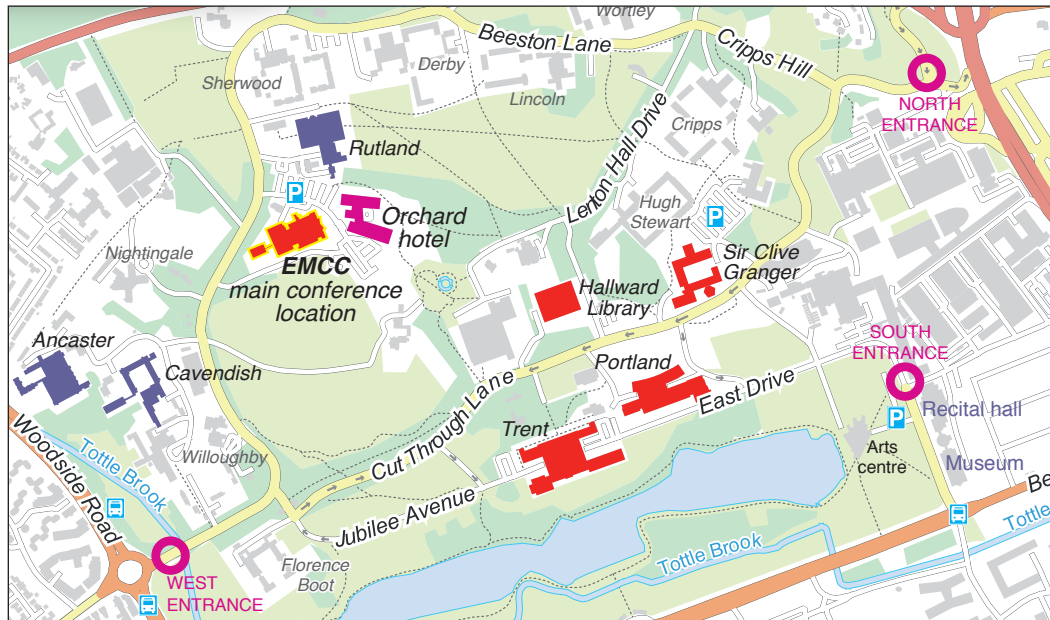 Wortley
Beeston Lane
Cripps Hill
Derby
Sherwood
Lincoln
NORTH
ENTRANCE
Lenton Hall Drive
Cripps
Rutland
P
Orchard
hotel
Hugh
Stewart
P
EMCC
main conference
location
Nightingale
Sir Clive
Granger
Hallward
Library
Ancaster
Cavendish
SOUTH
ENTRANCE
Portland
East Drive
Cut Through Lane
P
Recital hall
Trent
Arts
centre
Museum
Woodside Road
Tottle Brook
Willoughby
Jubilee Avenue
Be
Tottle
Tottle Brook
Florence
Boot
WEST
ENTRANCE